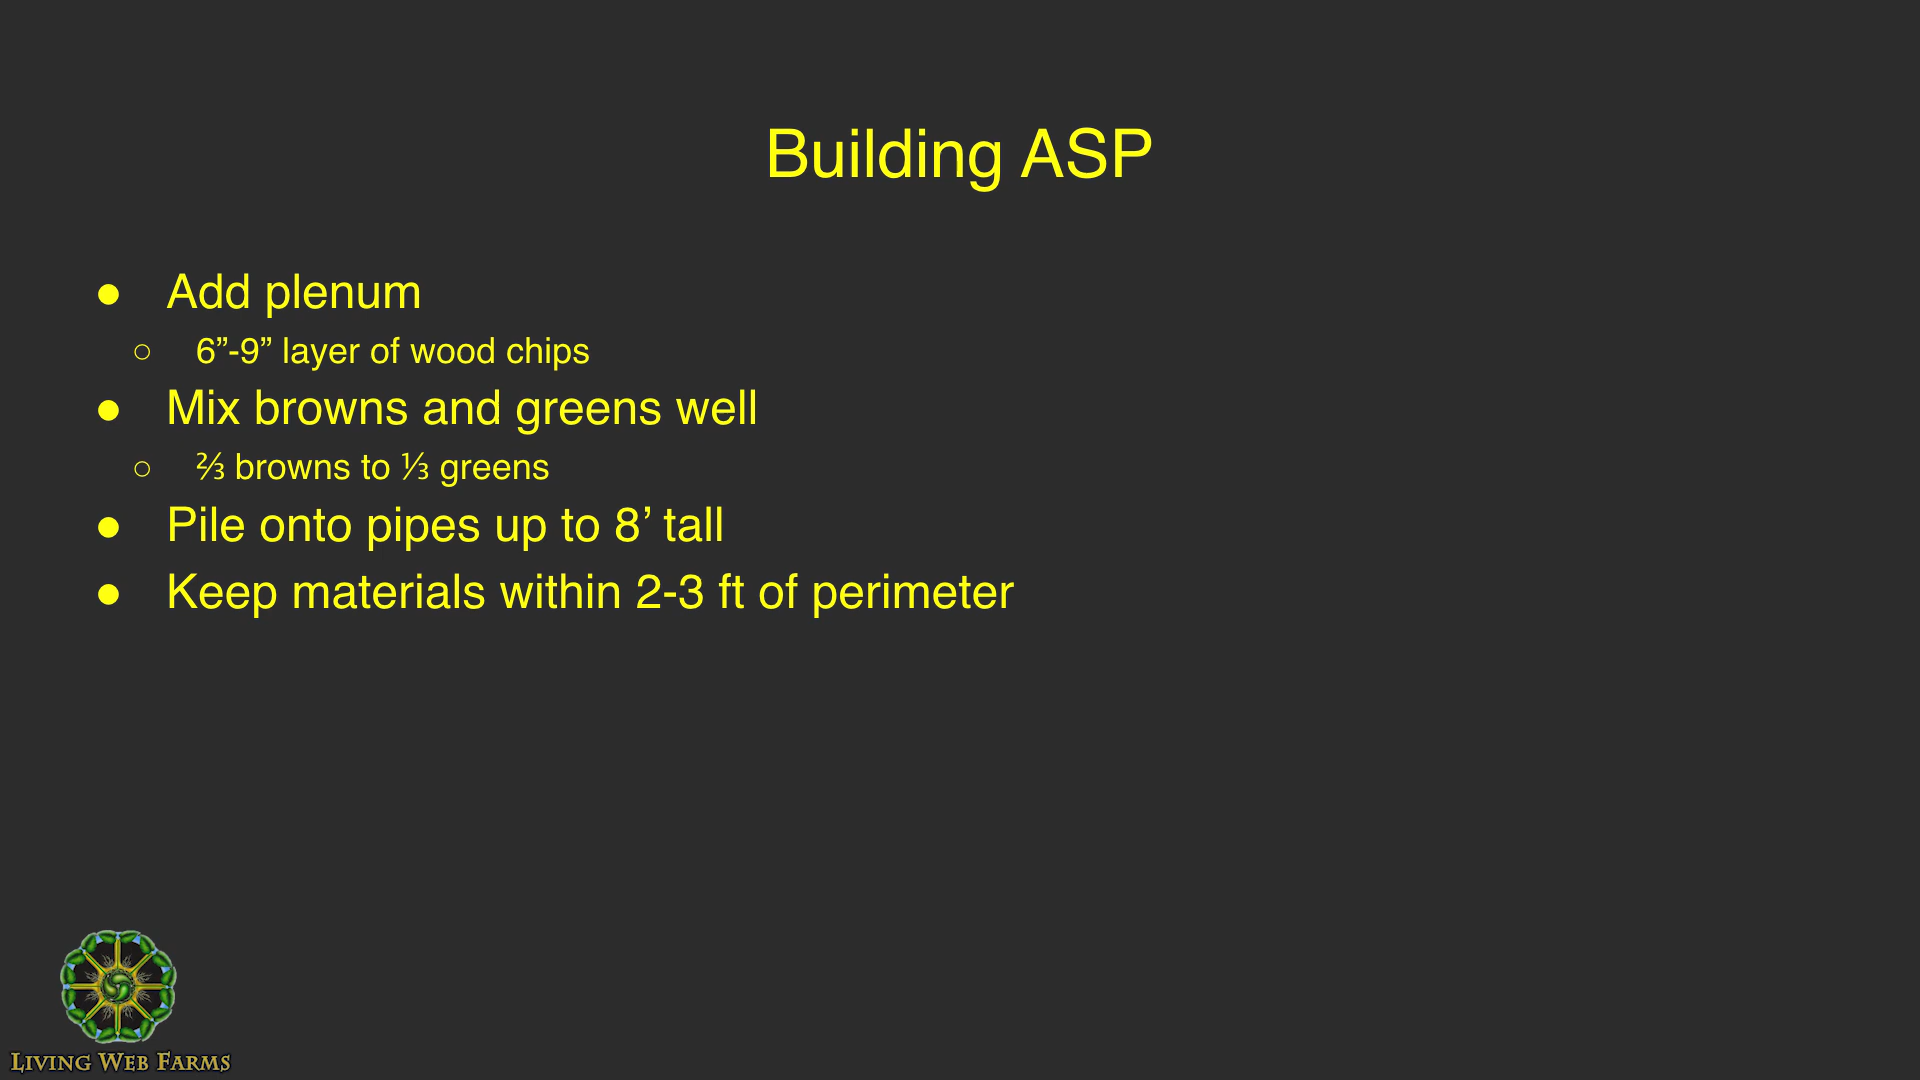 Building ASP
● Add plenum
○ 6”-9” layer of wood chips
● Mix browns and greens well
○ ⅔ browns to ⅓ greens
● Pile onto pipes up to 8’ tall
● Keep materials within 2-3 ft of perimeter
Living Web Farms